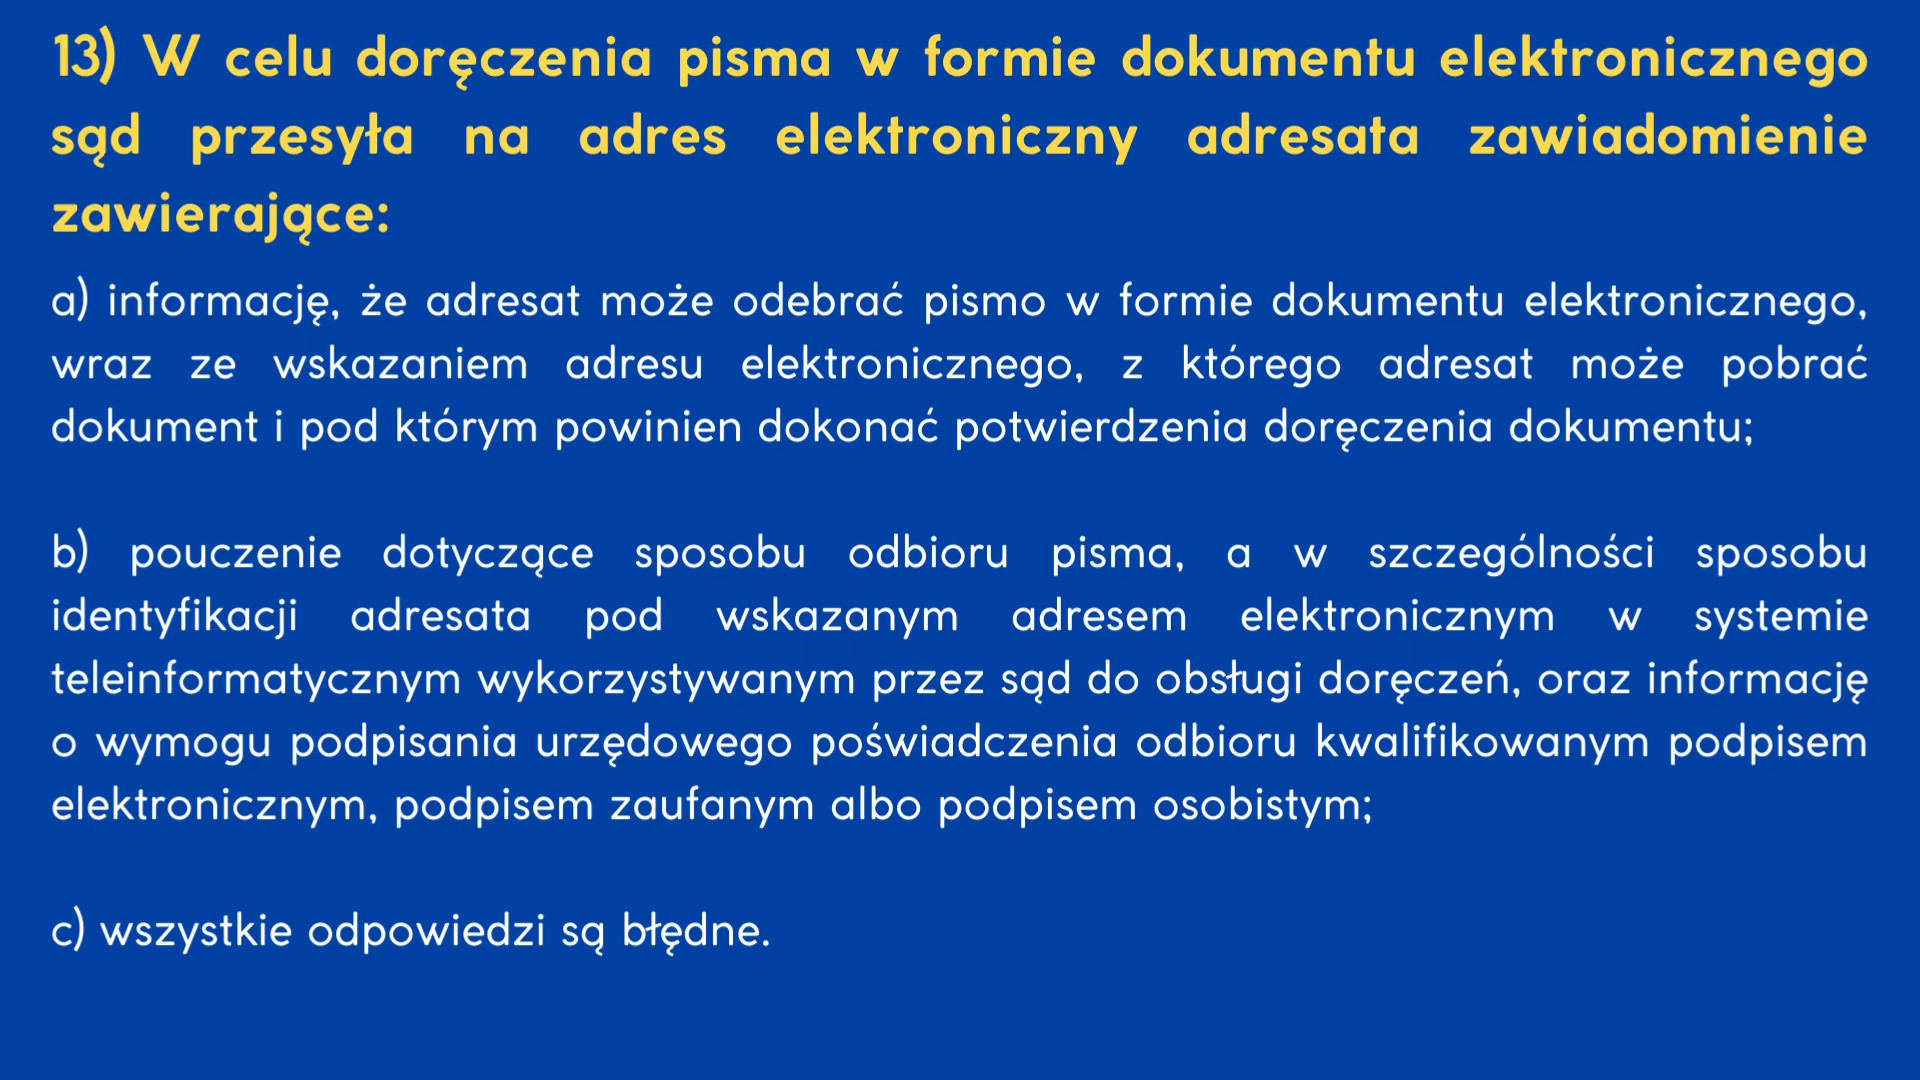 13) W celu doręczenia pisma w formie dokumentu elektronicznego
sąd przesyła na adres elektroniczny adresata zawiadomienie
zawierające:
a) informację, że adresat może odebrać pismo w formie dokumentu elektronicznego,
wraz ze wskazaniem adresu elektronicznego, z którego adresat może pobrać
dokument i pod którym powinien dokonać potwierdzenia doręczenia dokumentu;
b) pouczenie dotyczące sposobu odbioru pisma, a w szczególności sposobu
identyfikacji adresata pod wskazanym adresem elektronicznym w systemie
teleinformatycznym wykorzystywanym przez sąd do obsługi doręczeń, oraz informację
o wymogu podpisania urzędowego poświadczenia odbioru kwalifikowanym podpisem
elektronicznym, podpisem zaufanym albo podpisem osobistym;
c) wszystkie odpowiedzi są błędne.